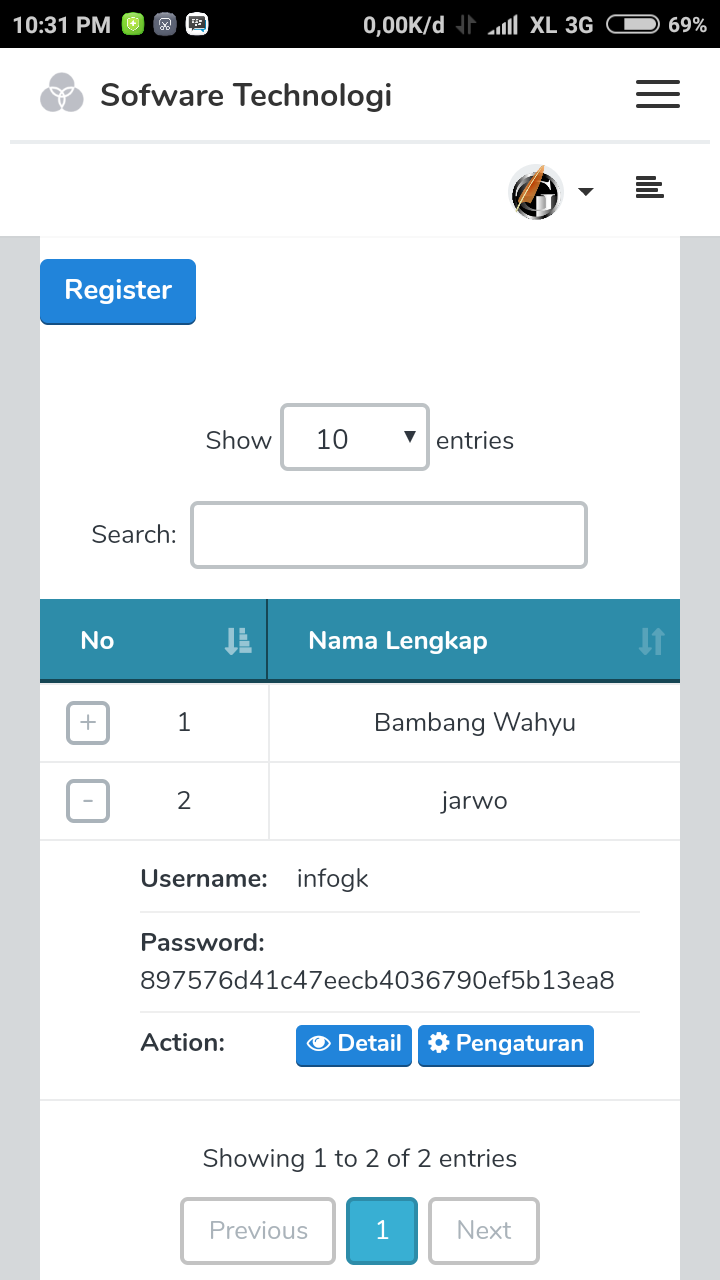 10:31 PM 0,00K/d XL 3G 69%
Sofware Technologi
Register
Show 10 entries
Search:
No Nama Lengkap
+ 1 Bambang Wahyu
- 2 jarwo
Username: infogk
Password:
897576d41c47eecb4036790ef5b13ea8
Action: Detail Pengaturan
Showing 1 to 2 of 2 entries
Previous 1 Next